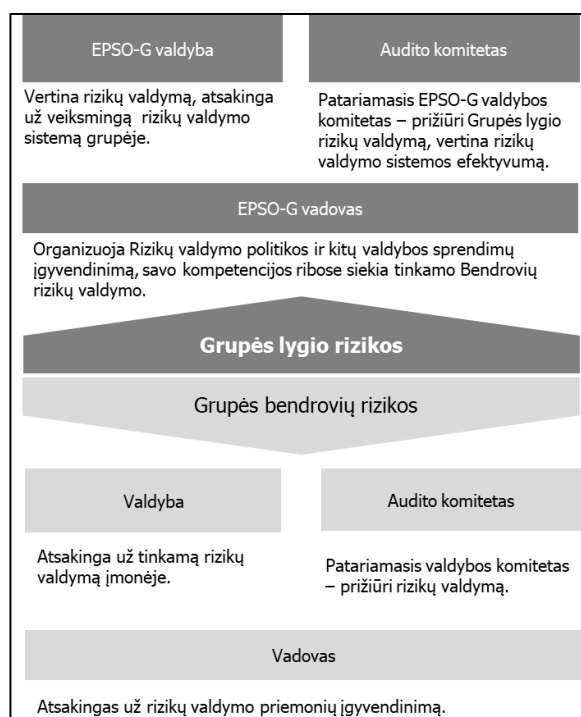 EPSO-G valdyba
Vertina rizikų valdymą, atsakinga
už veiksmingą rizikų valdymo
sistemą grupėje.
Audito komitetas
Patariamasis EPSO-G valdybos
komitetas – prižiūri Grupės lygio
rizikų valdymą, vertina rizikų
valdymo sistemos efektyvumą.
EPSO-G vadovas
Organizuoja Rizikų valdymo politikos ir kitų valdybos sprendimų
įgyvendinimą, savo kompetencijos ribose siekia tinkamo Bendrovių
rizikų valdymo.
Grupės lygio rizikos
Grupės bendrovių rizikos
Valdyba
Atsakinga už tinkamą rizikų
valdymą įmonėje.
Audito komitetas
Patariamasis valdybos komitetas
– prižiūri rizikų valdymą.
Vadovas
Atsakingas už rizikų valdymo priemonių įgyvendinimą.